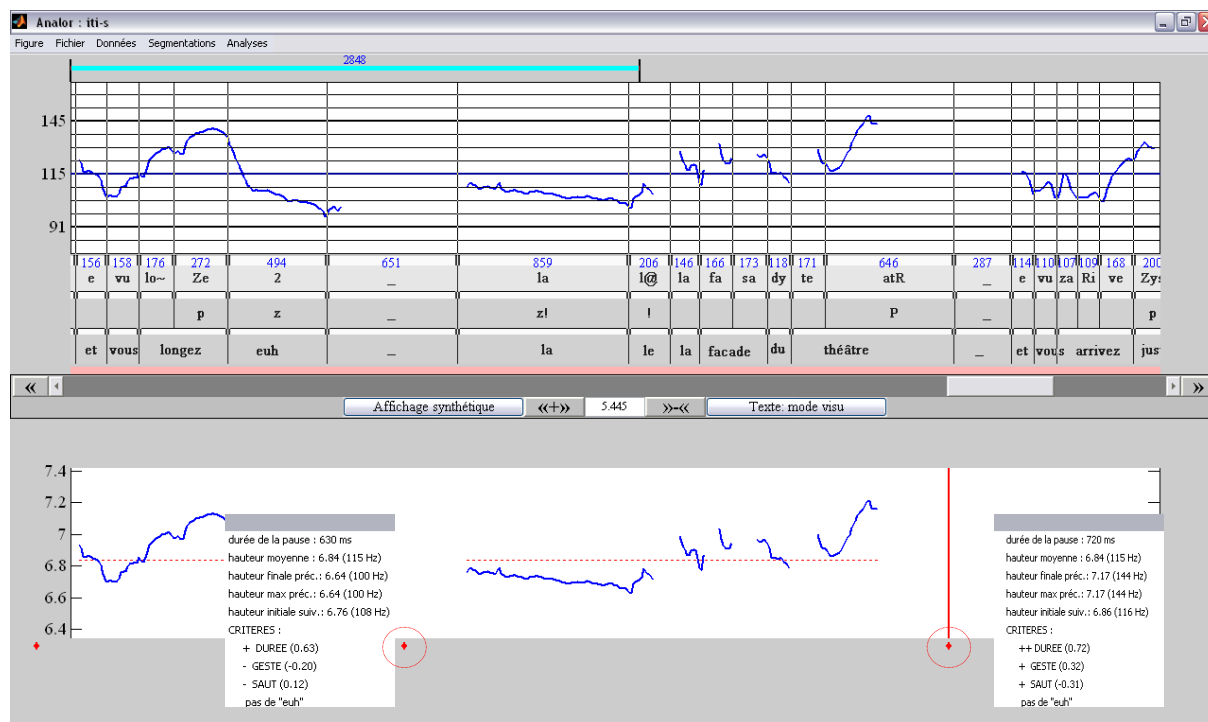 Analor : iti-s
Figure Fichier Données Segmentations Analyses
2848
145
115
91
156 158 176 272 494 651 859 206 146 166 173 118 171 646 287 114 110 107 109 168 200
e vu lo~ Ze 2 _ la l@ la fa sa dy te atR _ e vu za Ri ve Zys
p z _ z! ! P _ p
et vous longez euh _ la le la facade du théâtre _ et vous arrivez jus
« »
Affichage synthétique «+» 5.445 »-« Texte: mode visu
7.4
7.2
7
6.8
6.6
6.4
durée de la pause : 630 ms
hauteur moyenne : 6.84 (115 Hz)
hauteur finale préc.: 6.64 (100 Hz)
hauteur max préc.: 6.64 (100 Hz)
hauteur initiale suiv.: 6.76 (108 Hz)
CRITERES :
+ DUREE (0.63)
- GESTE (-0.20)
- SAUT (0.12)
pas de "euh"
durée de la pause : 720 ms
hauteur moyenne : 6.84 (115 Hz)
hauteur finale préc.: 7.17 (144 Hz)
hauteur max préc.: 7.17 (144 Hz)
hauteur initiale suiv.: 6.86 (116 Hz)
CRITERES :
++ DUREE (0.72)
+ GESTE (0.32)
+ SAUT (-0.31)
pas de "euh"